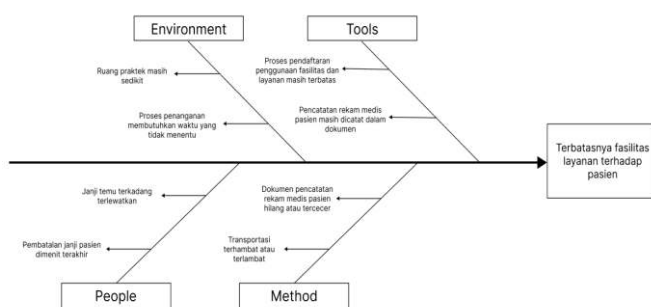 Environment
Tools
Ruang praktek masih
sedikit
Proses penanganan
membutuhkan waktu yang
tidak menentu
Proses pendaftaran
penggunaan fasilitas dan
layanan masih terbatas
Pencatatan rekam medis
pasien masih dicatat dalam
dokumen
Terbatasnya fasilitas
layanan terhadap
pasien
Janji temu terkadang
terlewatkan
Pembatalan janji pasien
dimenit terakhir
Dokumen pencatatan
rekam medis pasien
hilang atau tercecer
Transportasi
terhambat atau
terlambat
People
Method